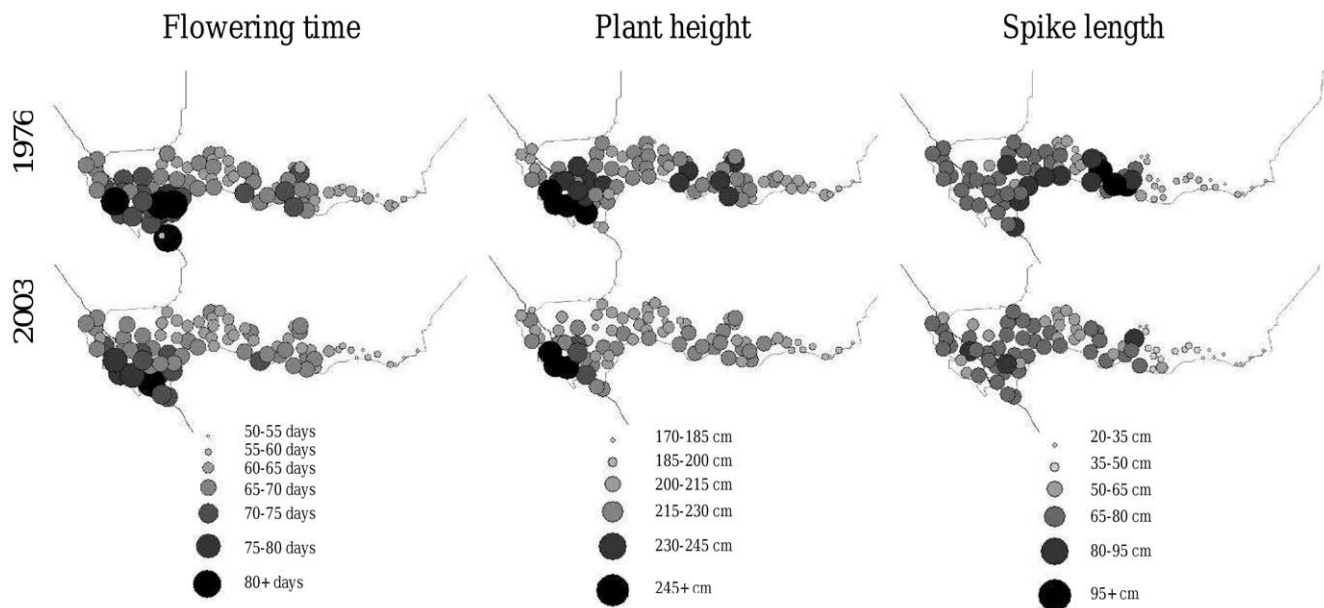 Flowering time Plant height Spike length
1976
2003
50-55 days
55-60 days
60-65 days
65-70 days
70-75 days
75-80 days
80+ days
170-185 cm
185-200 cm
200-215 cm
215-230 cm
230-245 cm
245+ cm
20-35 cm
35-50 cm
50-65 cm
65-80 cm
80-95 cm
95+ cm